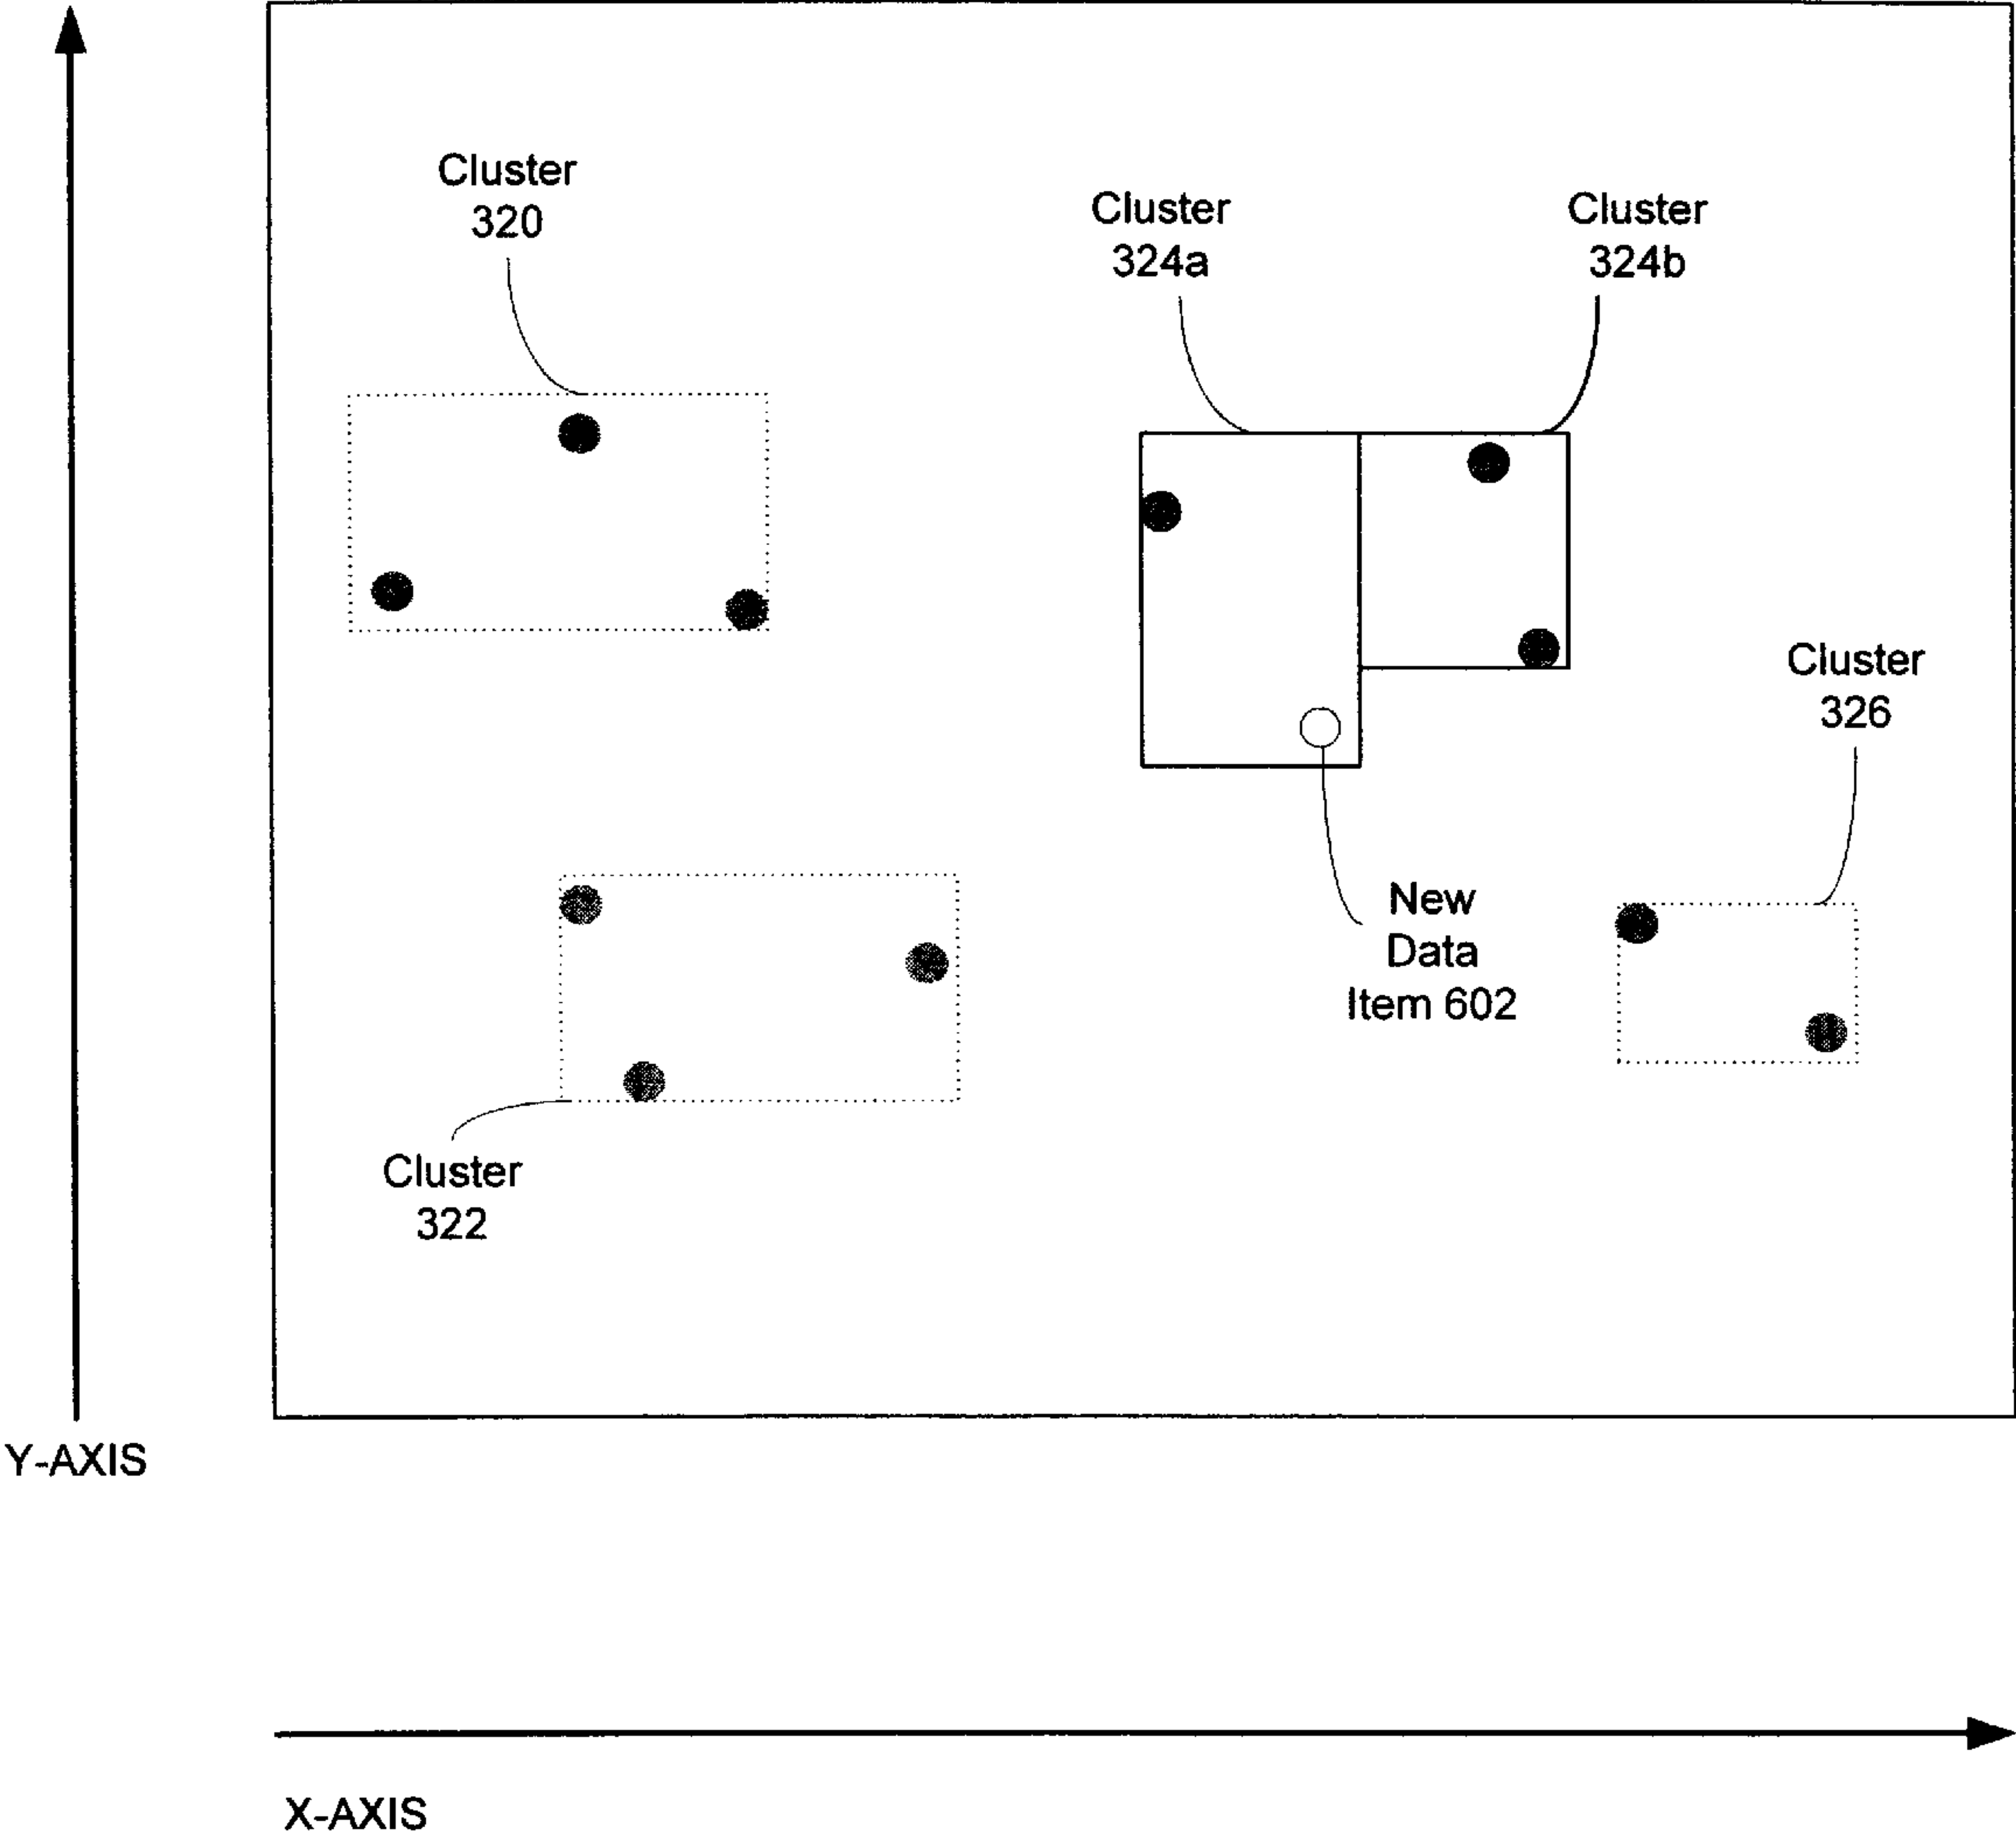 Cluster
320
Cluster
324a
Cluster
324b
Cluster
326
New
Data
Item 602
Cluster
322
Y-AXIS
X-AXIS